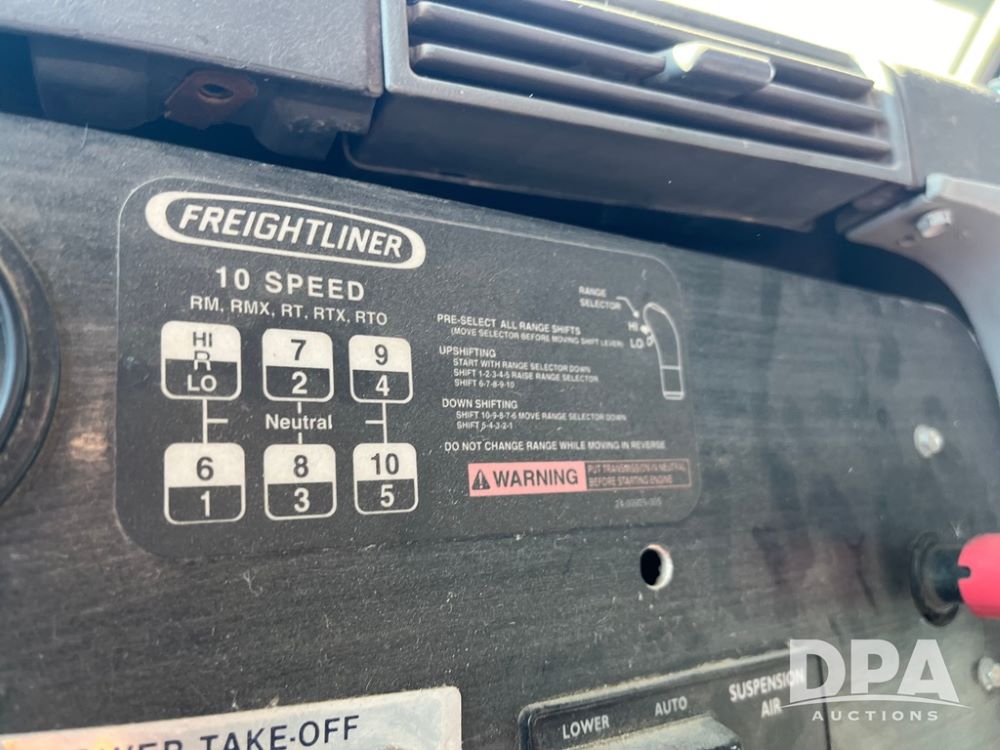 FREIGHTLINER
10 SPEED
RM, RMX, RT, RTX, RTO
HI
R
LO
7
2
9
4
Neutral
6
1
8
3
10
5
RANGE
SELECTOR
HI
LO
PRE-SELECT ALL RANGE SHIFTS
(MOVE SELECTOR BEFORE MOVING SHIFT LEVER)
UPSHIFTING
START WITH RANGE SELECTOR DOWN
SHIFT 1-2-3-4-5 RAISE RANGE SELECTOR
SHIFT 6-7-8-9-10
DOWN SHIFTING
SHIFT 10-9-8-7-6 MOVE RANGE SELECTOR DOWN
SHIFT 5-4-3-2-1
DO NOT CHANGE RANGE WHILE MOVING IN REVERSE
WARNING
PUT TRANSMISSION IN NEUTRAL
BEFORE STARTING ENGINE
TAKE-OFF
LOWER
AUTO
SUSPENSION
AIR
DPA
AUCTIONS